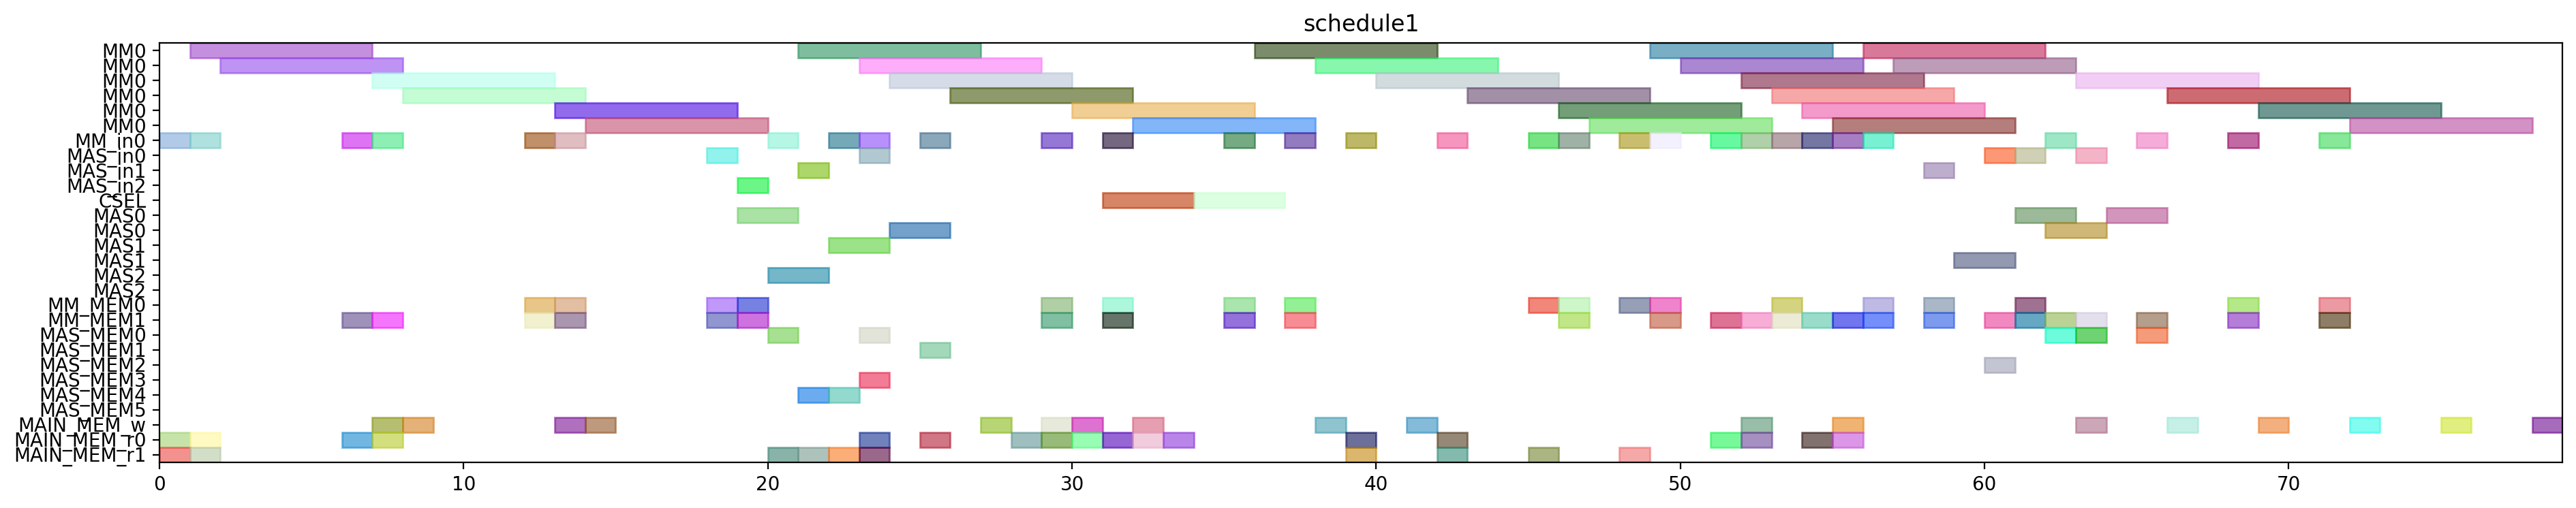 schedule1
MM0
MM0
MM0
MM0
MM0
MM0
MM_in0
MAS_in0
MAS_in1
MAS_in2
CSEL
MAS0
MAS0
MAS1
MAS1
MAS2
MAS2
MM_MEM0
MM_MEM1
MAS_MEM0
MAS_MEM1
MAS_MEM2
MAS_MEM3
MAS_MEM4
MAS_MEM5
MAIN_MEM_w
MAIN_MEM_r0
MAIN_MEM_r1
0 10 20 30 40 50 60 70